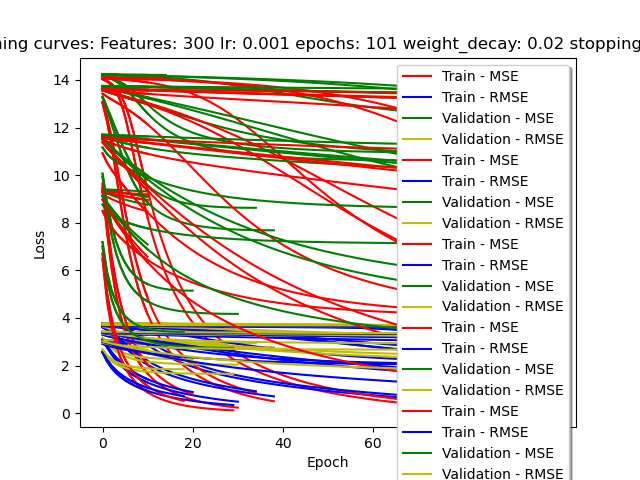 ning curves: Features: 300 lr: 0.001 epochs: 101 weight_decay: 0.02 stopping
14
12
10
8
6
4
2
0
Loss
0
20
40
60
Epoch
Train - MSE
Train - RMSE
Validation - MSE
Validation - RMSE
Train - MSE
Train - RMSE
Validation - MSE
Validation - RMSE
Train - MSE
Train - RMSE
Validation - MSE
Validation - RMSE
Train - MSE
Train - RMSE
Validation - MSE
Validation - RMSE
Train - MSE
Train - RMSE
Validation - MSE
Validation - RMSE